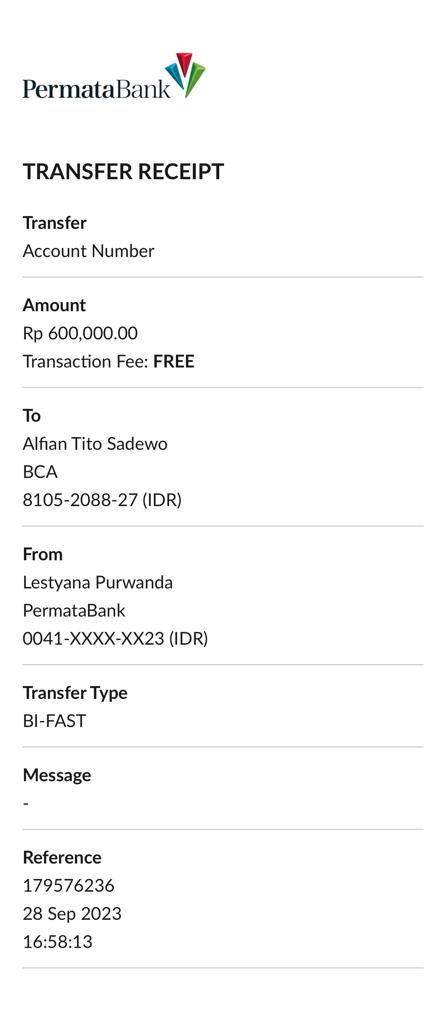 PermataBank
TRANSFER RECEIPT
Transfer
Account Number
Amount
Rp 600,000.00
Transaction Fee: FREE
To
Alfian Tito Sadewo
BCA
8105-2088-27 (IDR)
From
Lestyana Purwanda
PermataBank
0041-XXXX-XX23 (IDR)
Transfer Type
BI-FAST
Message
-
Reference
179576236
28 Sep 2023
16:58:13